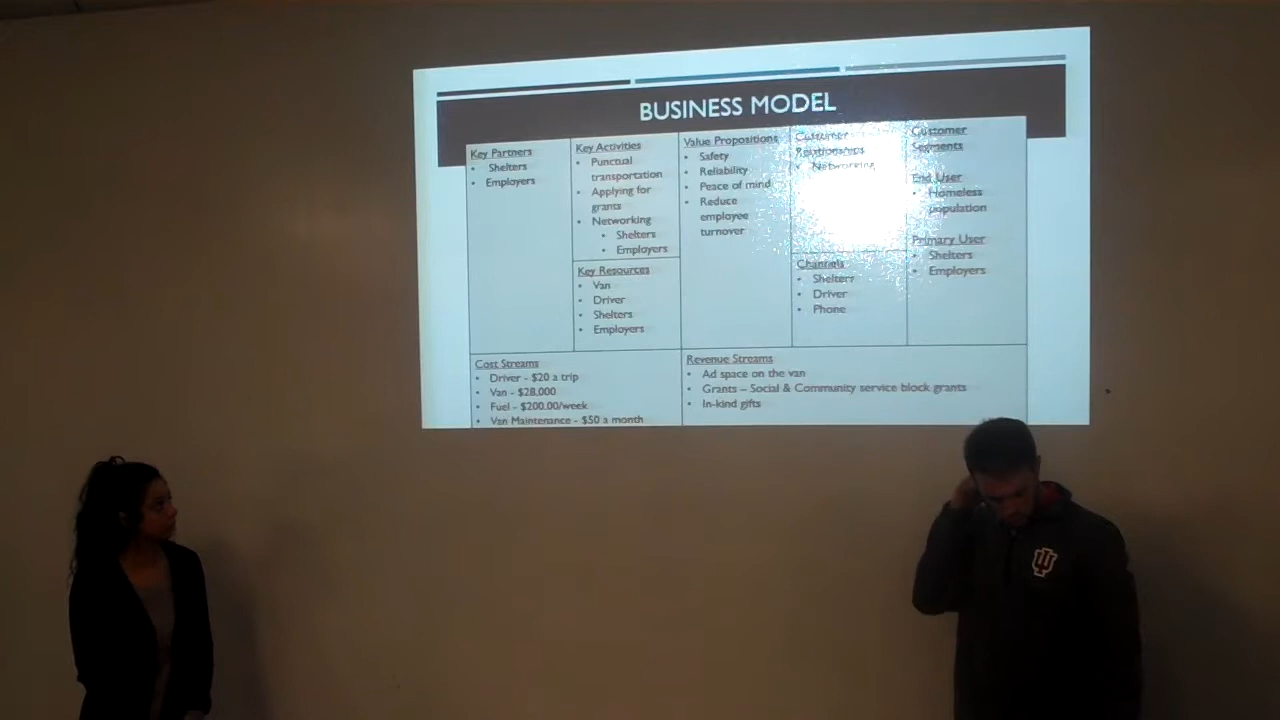 BUSINESS MODEL
Key Partners
• Shelters
• Employers
Key Activities
• Punctual
transportation
• Applying for
grants
• Networking
• Shelters
• Employers
Key Resources
• Van
• Driver
• Shelters
• Employers
Value Propositions
• Safety
• Reliability
• Peace of mind
• Reduce
employee
turnover
Customer
Relationships
• Networking
Channels
• Shelters
• Driver
• Phone
Customer
Segments
End User
• Homeless
population
Primary User
• Shelters
• Employers
Cost Streams
• Driver - $20 a trip
• Van - $28,000
• Fuel - $200.00/week
• Van Maintenance - $50 a month
Revenue Streams
• Ad space on the van
• Grants – Social & Community service block grants
• In-kind gifts
IU